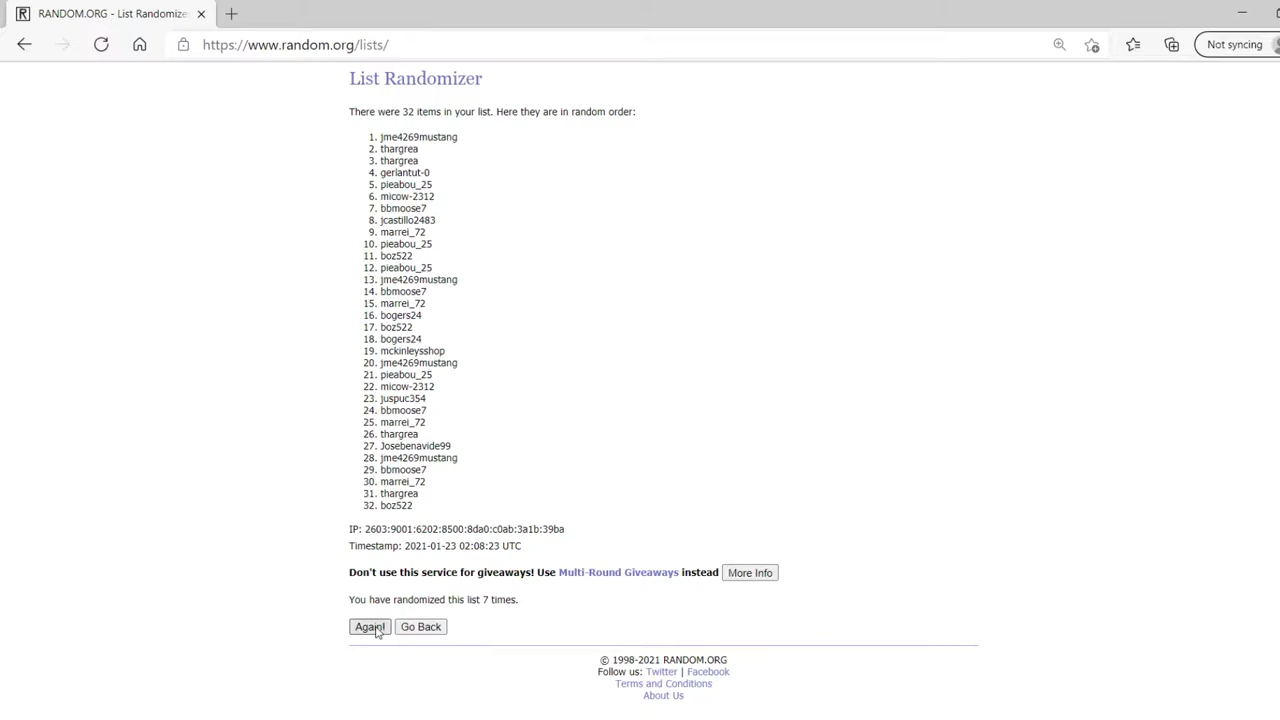 RANDOM.ORG - List Randomize
https://www.random.org/lists/
Not syncing
List Randomizer
There were 32 items in your list. Here they are in random order:
1. jme4269mustang
2. thargrea
3. thargrea
4. gerlantut-0
5. pieabou_25
6. micow-2312
7. bbmoose7
8. jcastillo2483
9. marrei_72
10. pieabou_25
11. boz522
12. pieabou_25
13. jme4269mustang
14. bbmoose7
15. marrei_72
16. bogers24
17. boz522
18. bogers24
19. mckinleysshop
20. jme4269mustang
21. pieabou_25
22. micow-2312
23. juspuc354
24. bbmoose7
25. marrei_72
26. thargrea
27. Josebenavide99
28. jme4269mustang
29. bbmoose7
30. marrei_72
31. thargrea
32. boz522
IP: 2603:9001:6202:8500:8da0:c0ab:3a1b:39ba
Timestamp: 2021-01-23 02:08:23 UTC
Don't use this service for giveaways! Use Multi-Round Giveaways instead More Info
You have randomized this list 7 times.
Again! Go Back
© 1998-2021 RANDOM.ORG
Follow us: Twitter | Facebook
Terms and Conditions
About Us